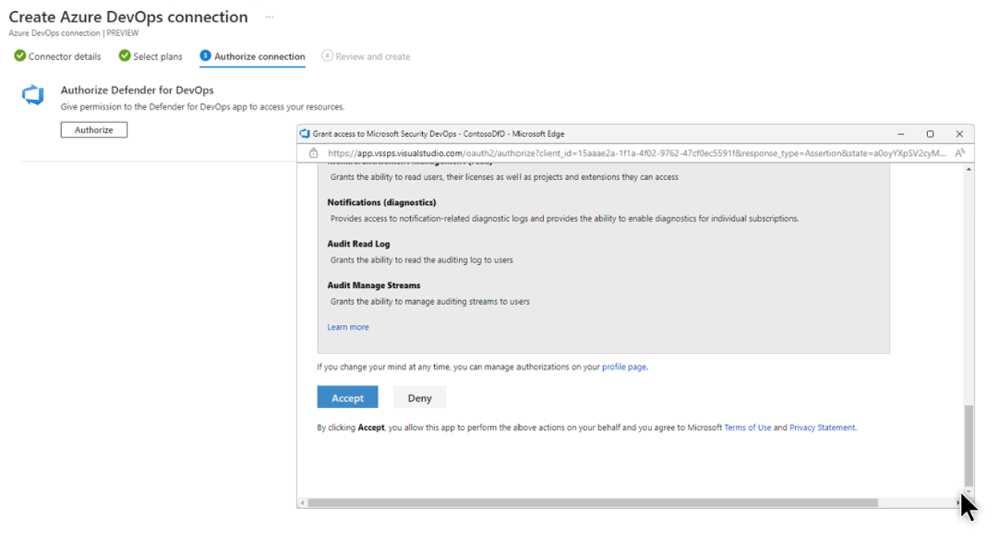 Create Azure DevOps connection ...
Azure DevOps connection | PREVIEW
Connector details
Select plans
3 Authorize connection
4 Review and create
Authorize Defender for DevOps
Give permission to the Defender for DevOps app to access your resources.
Authorize
Grant access to Microsoft Security DevOps - ContosoDfD - Microsoft Edge
https://app.vssps.visualstudio.com/oauth2/authorize?client_id=15aaae2a-1f1a-4f02-9762-47cf0ec5591f&response_type=Assertion&state=a0oyYXpSV2cyM...
Grants the ability to read users, their licenses as well as projects and extensions they can access
Notifications (diagnostics)
Provides access to notification-related diagnostic logs and provides the ability to enable diagnostics for individual subscriptions.
Audit Read Log
Grants the ability to read the auditing log to users
Audit Manage Streams
Grants the ability to manage auditing streams to users
Learn more
If you change your mind at any time, you can manage authorizations on your profile page.
Accept
Deny
By clicking Accept, you allow this app to perform the above actions on your behalf and you agree to Microsoft Terms of Use and Privacy Statement.